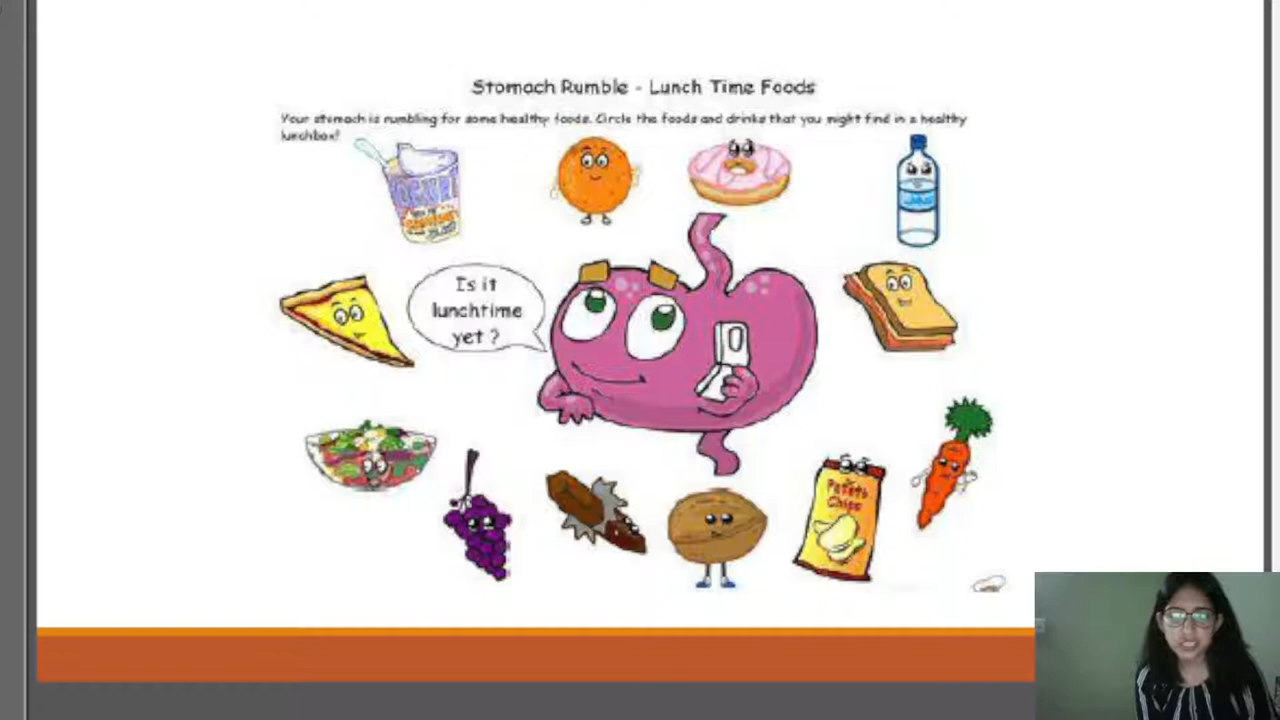 Stomach Rumble - Lunch Time Foods
Your stomach is rumbling for some healthy foods. Circle the foods and drinks that you might find in a healthy
lunchbox!
YOGURT
Is it
lunchtime
yet ?
Potato
Chips